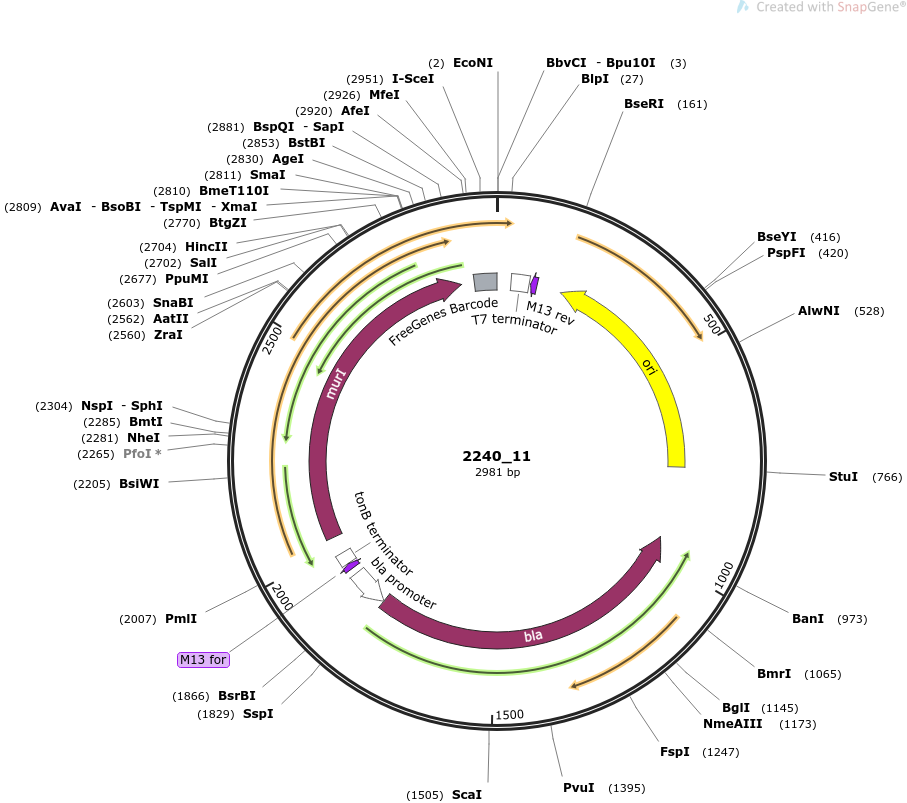 Created with SnapGene®
(2) EcoNI
BbvCI - Bpu10I (3)
(2951) I-SceI
BlpI (27)
(2926) MfeI
BseRI (161)
(2920) AfeI
(2881) BspQI - SapI
(2853) BstBI
(2830) AgeI
(2811) SmaI
(2810) BmeT110I
(2809) AvaI - BsoBI - TspMI - XmaI
(2770) BtgZI
BseYI (416)
(2704) HincII
PspFI (420)
(2702) SalI
(2677) PpuMI
(2603) SnaBI
(2562) AatII
AlwNI (528)
(2560) ZraI
FreeGenes Barcode
M13 rev
T7 terminator
500
2500
ori
murI
(2304) NspI - SphI
(2285) BmtI
(2281) NheI
(2265) PfoI *
(2205) BsiWI
2240_11
2981 bp
StuI (766)
tonB terminator
bla promoter
1000
2000
(2007) PmlI
BanI (973)
bla
M13 for
BmrI (1065)
(1866) BsrBI
BglI (1145)
(1829) SspI
NmeAIII (1173)
1500
FspI (1247)
(1505) ScaI
PvuI (1395)